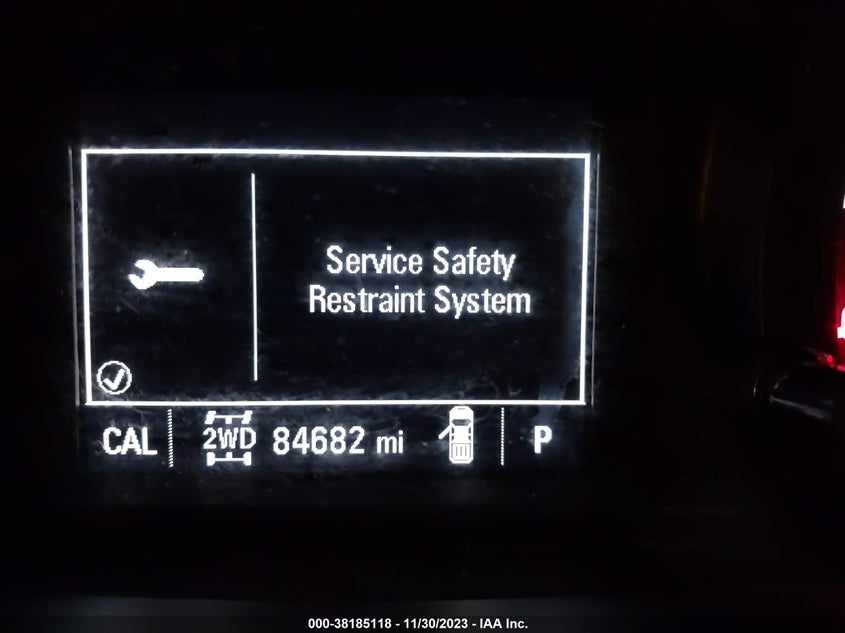 Service Safety
Restraint System
CAL 2WD 84682 mi P
000-38185118 - 11/30/2023 - IAA Inc.